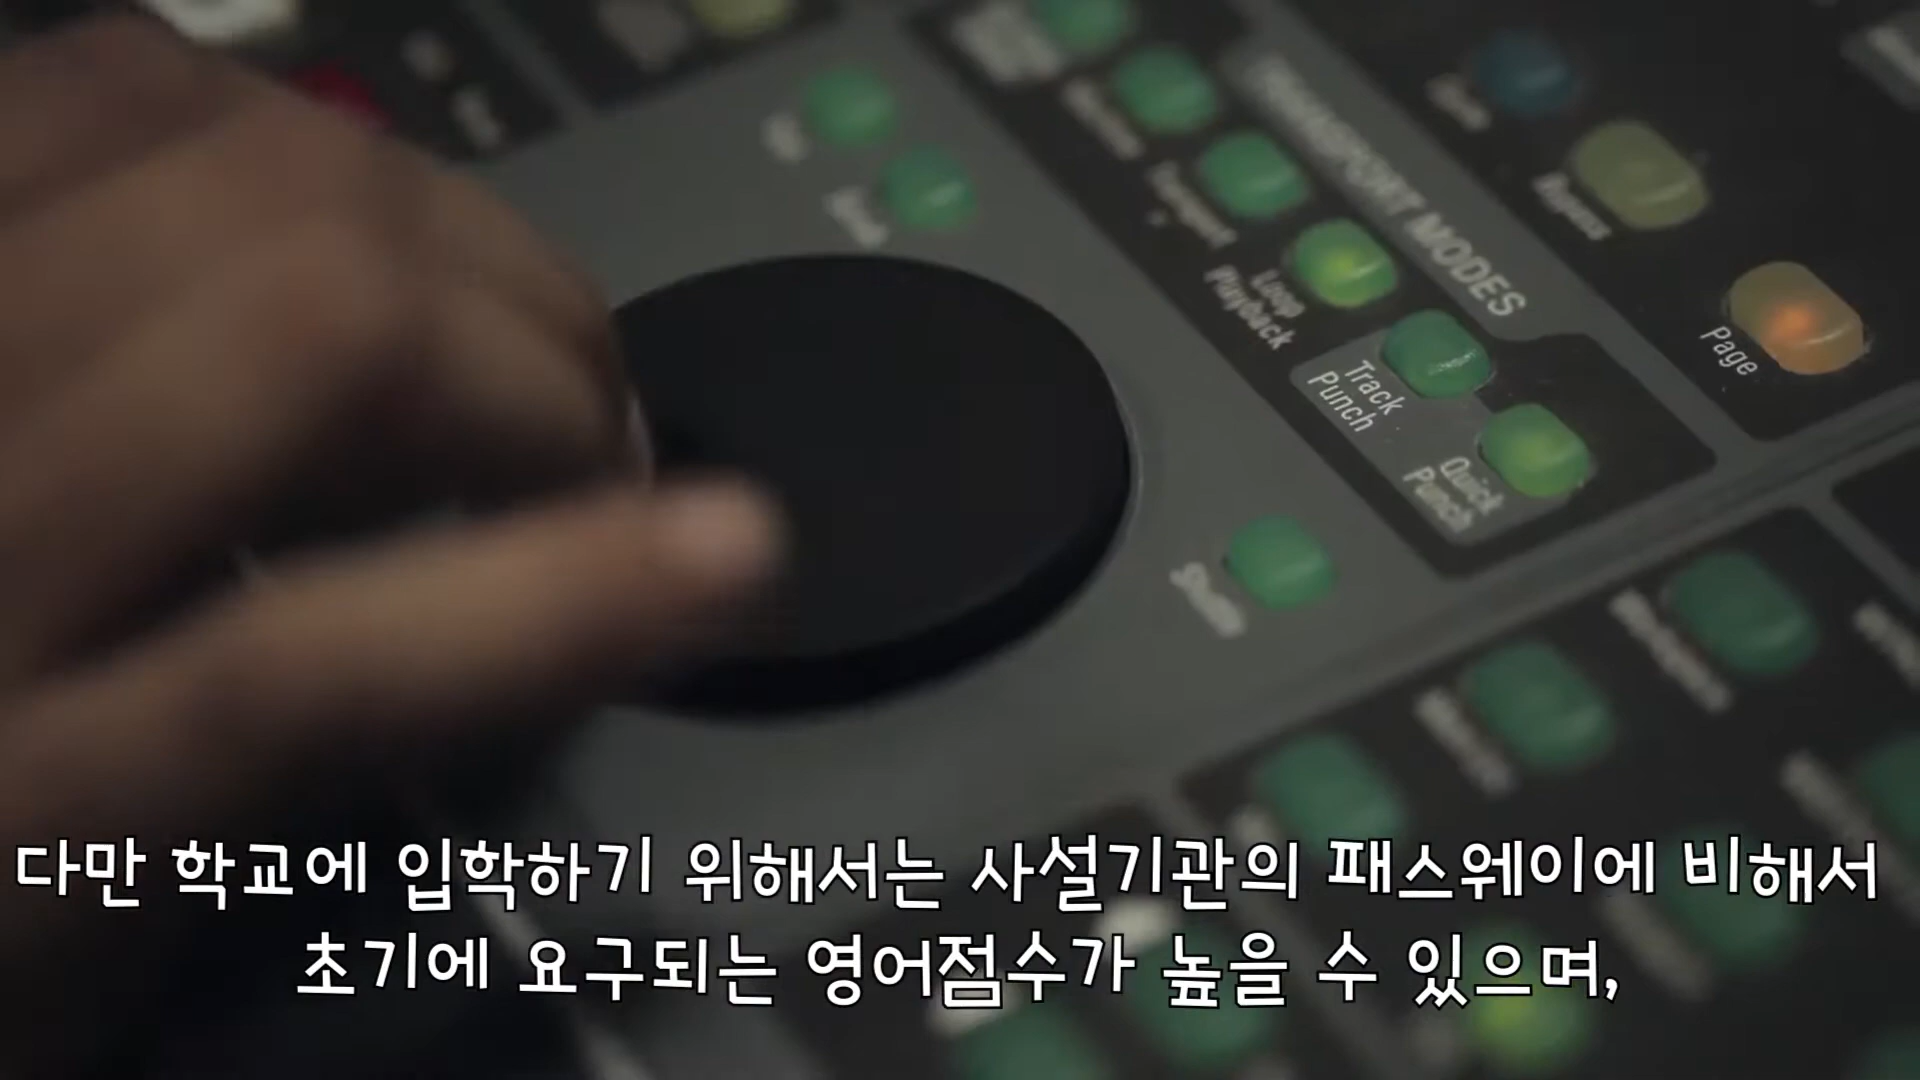 TRANSPORT MODES
Loop
Playback
Track
Punch
Quick
Punch
Page
Bypass
Shuttle
다만 학교에 입학하기 위해서는 사설기관의 패스웨이에 비해서
초기에 요구되는 영어점수가 높을 수 있으며,